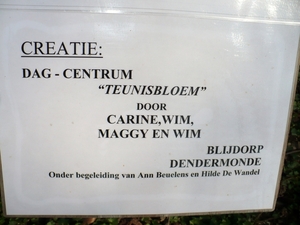 CREATIE:
DAG - CENTRUM
“TEUNISBLOEM”
DOOR
CARINE,WIM,
MAGGY EN WIM
BLIJDORP
DENDERMONDE
Onder begeleiding van Ann Beuelens en Hilde De Wandel